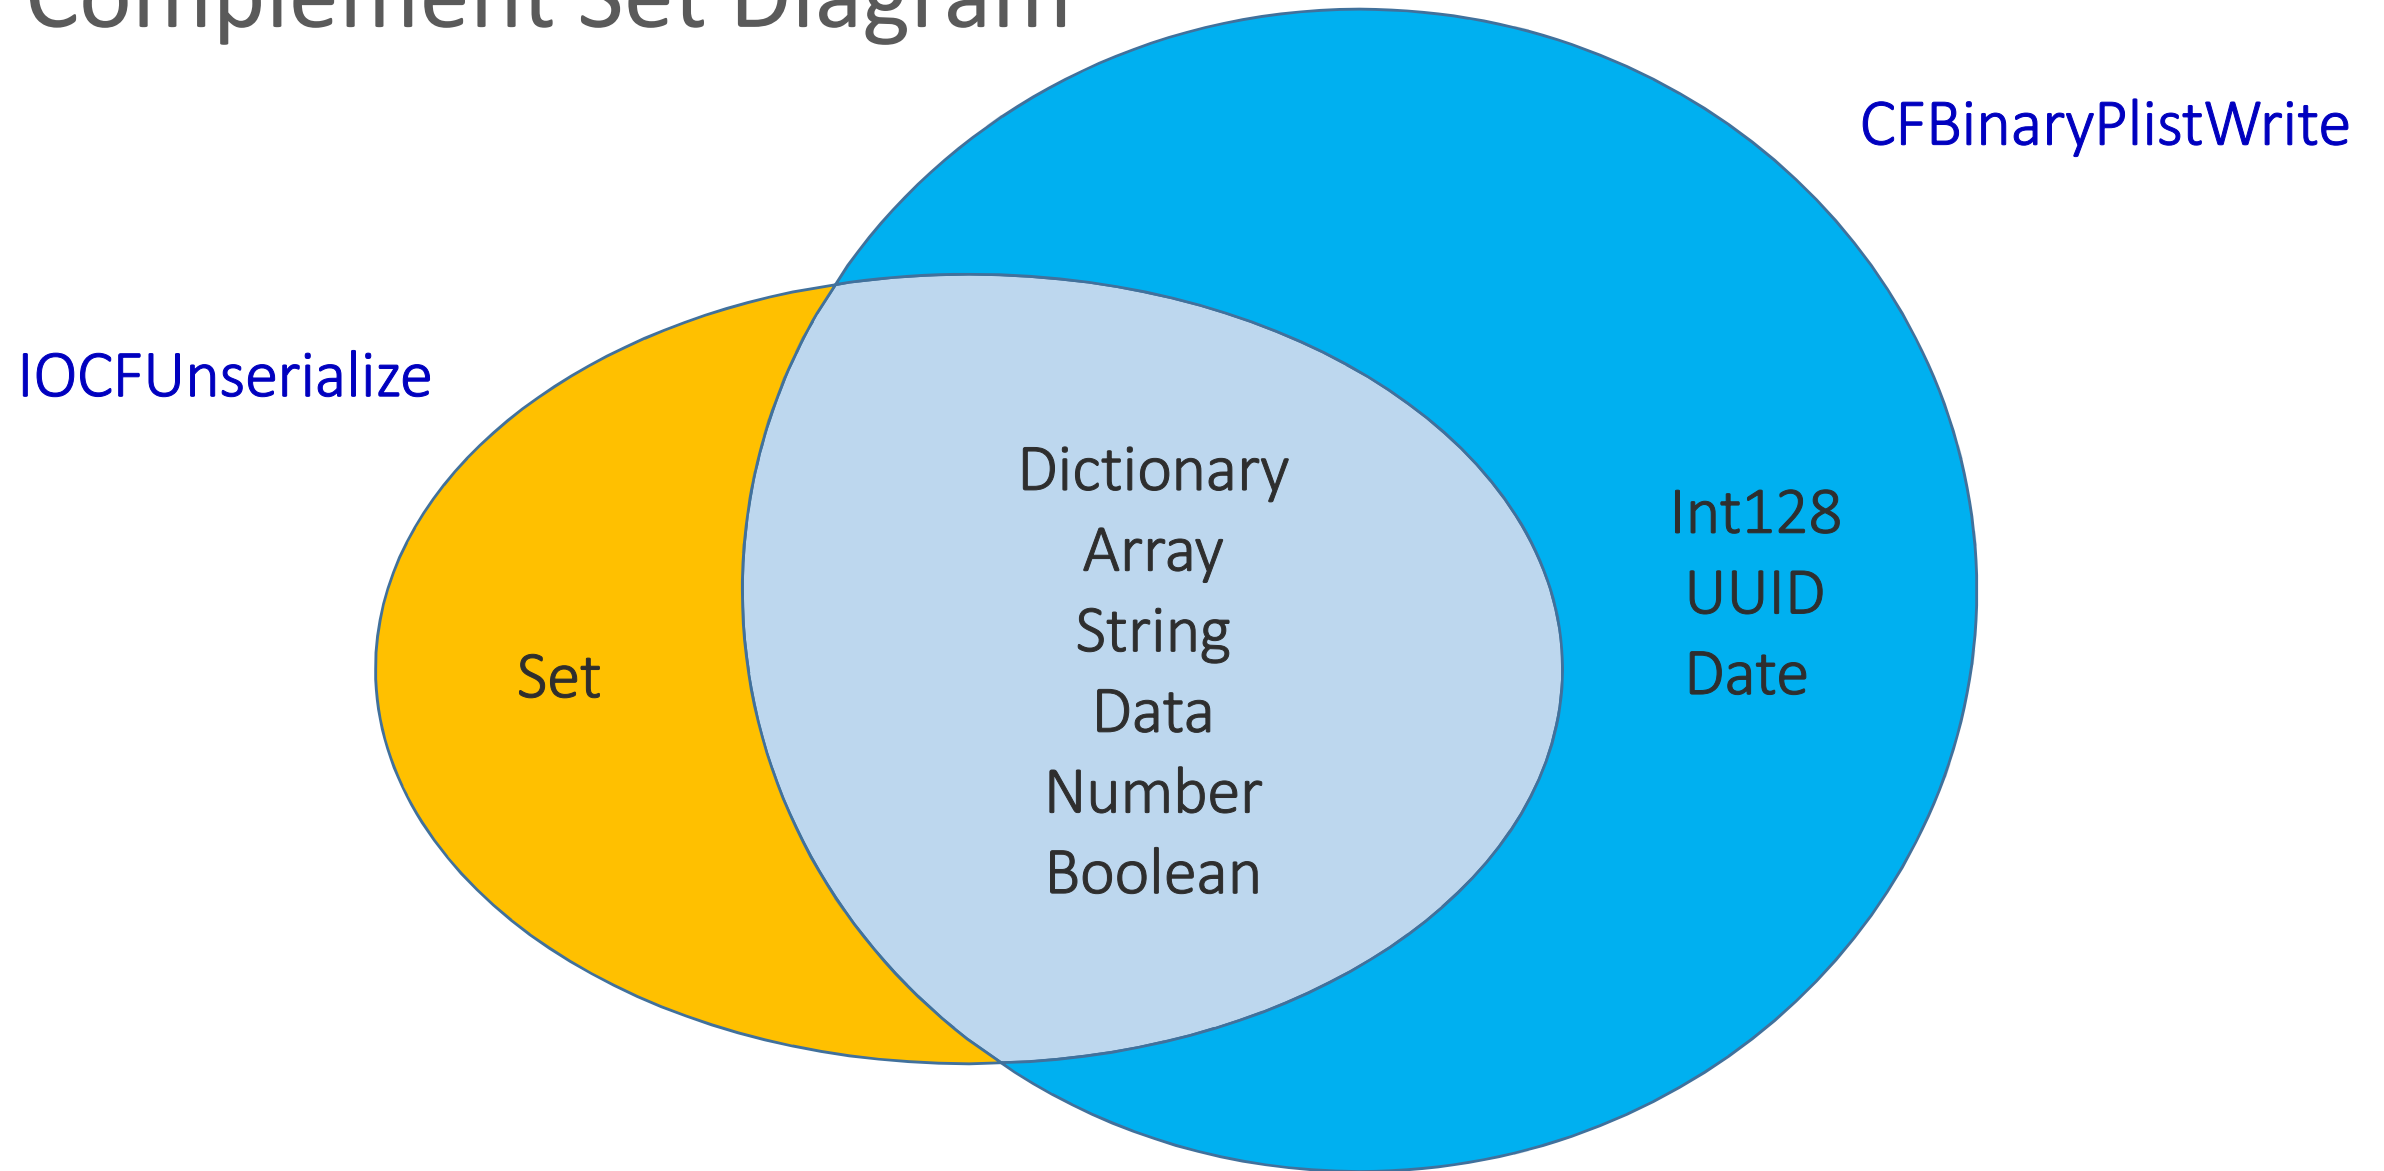 Complement Set Diagram
CFBinaryPlistWrite
IOCFUnserialize
Dictionary
Array
String
Data
Number
Boolean
Int128
UUID
Date
Set